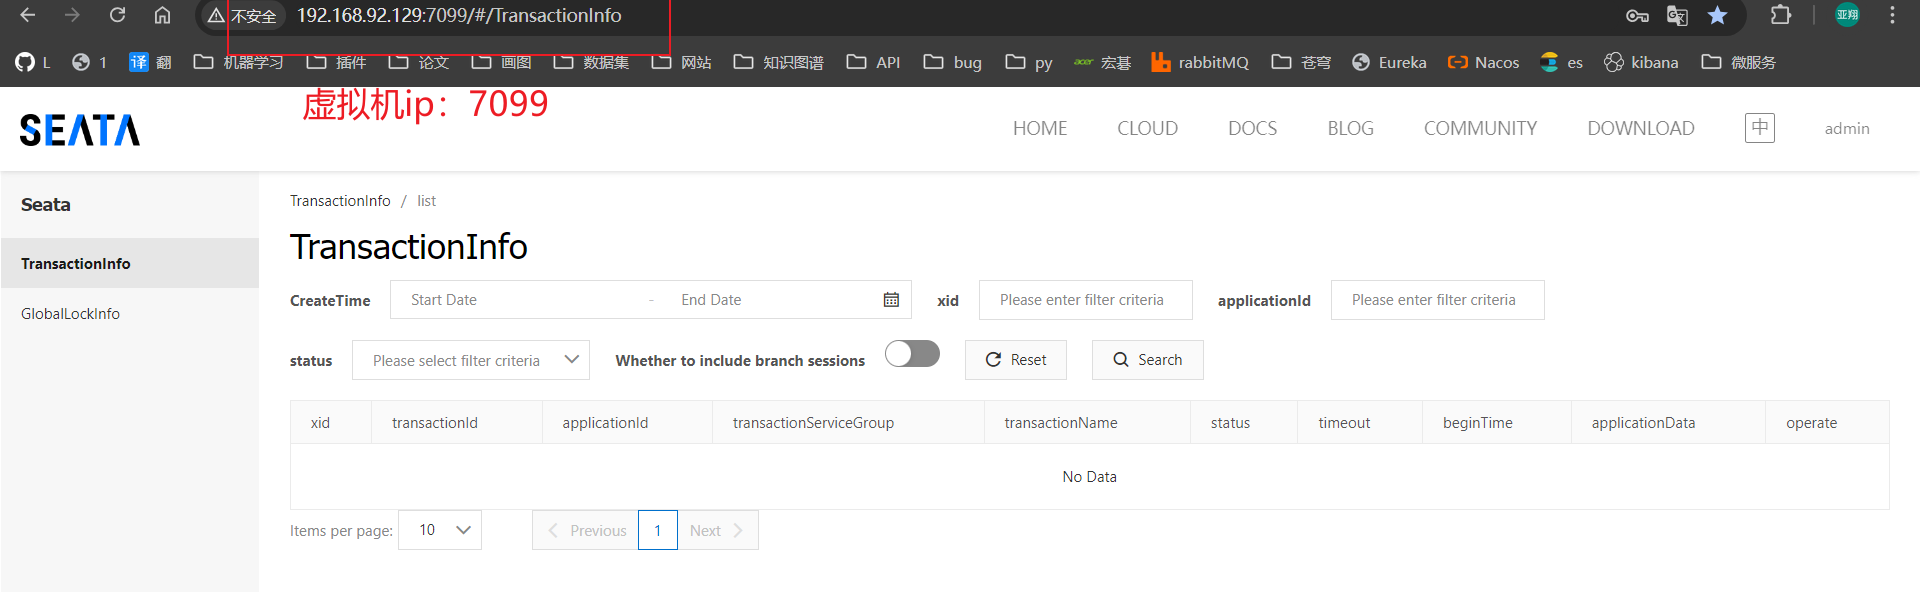 不安全 192.168.92.129:7099/#/TransactionInfo 亚翔
L 1 译 翻 机器学习 插件 论文 画图 数据集 网站 知识图谱 API bug py acer 宏基 rabbitMQ 苍穹 Eureka Nacos es kibana 微服务
虚拟机ip：7099
SEATA HOME CLOUD DOCS BLOG COMMUNITY DOWNLOAD 中 admin
Seata
TransactionInfo
GlobalLockInfo
TransactionInfo / list
TransactionInfo
CreateTime Start Date - End Date xid Please enter filter criteria applicationId Please enter filter criteria
status Please select filter criteria Whether to include branch sessions Reset Search
xid transactionId applicationId transactionServiceGroup transactionName status timeout beginTime applicationData operate
No Data
Items per page: 10 Previous 1 Next